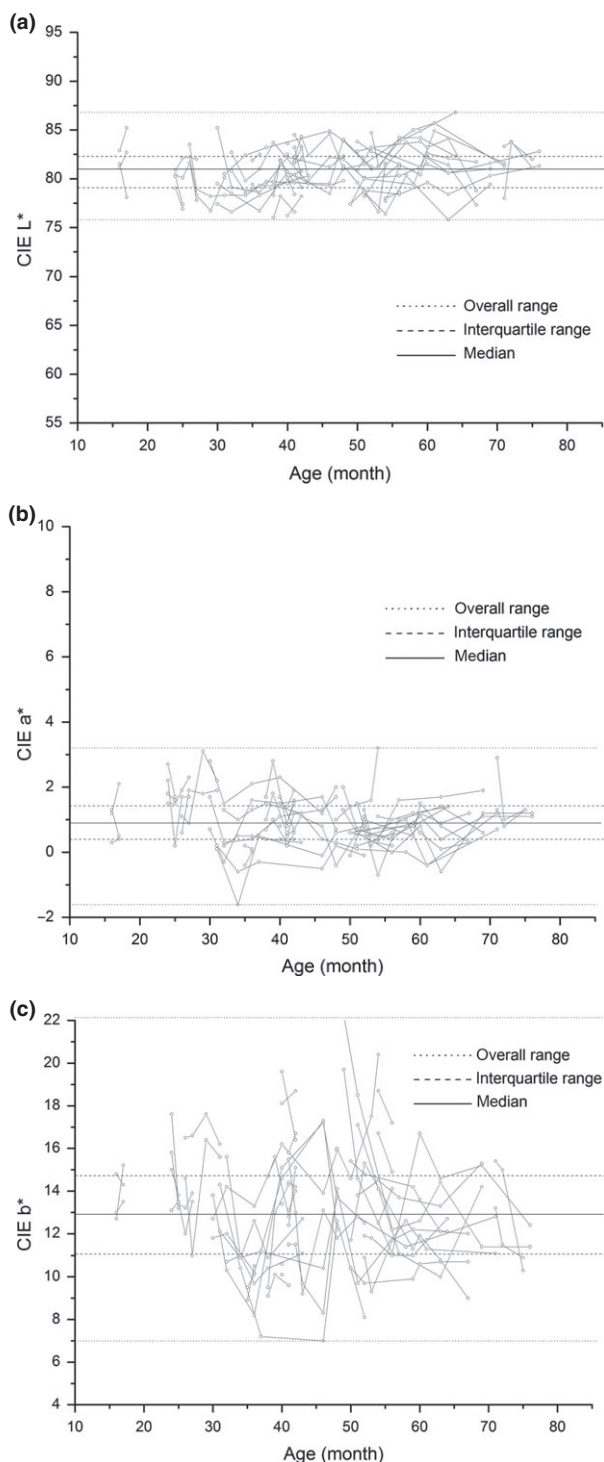 (a)
95
90
85
80
75
70
65
60
55
CIE L*
Overall range
Interquartile range
Median
10 20 30 40 50 60 70 80
Age (month)
(b)
10
8
6
4
2
0
–2
CIE a*
Overall range
Interquartile range
Median
10 20 30 40 50 60 70 80
Age (month)
(c)
22
20
18
16
14
12
10
8
6
4
CIE b*
Overall range
Interquartile range
Median
10 20 30 40 50 60 70 80
Age (month)